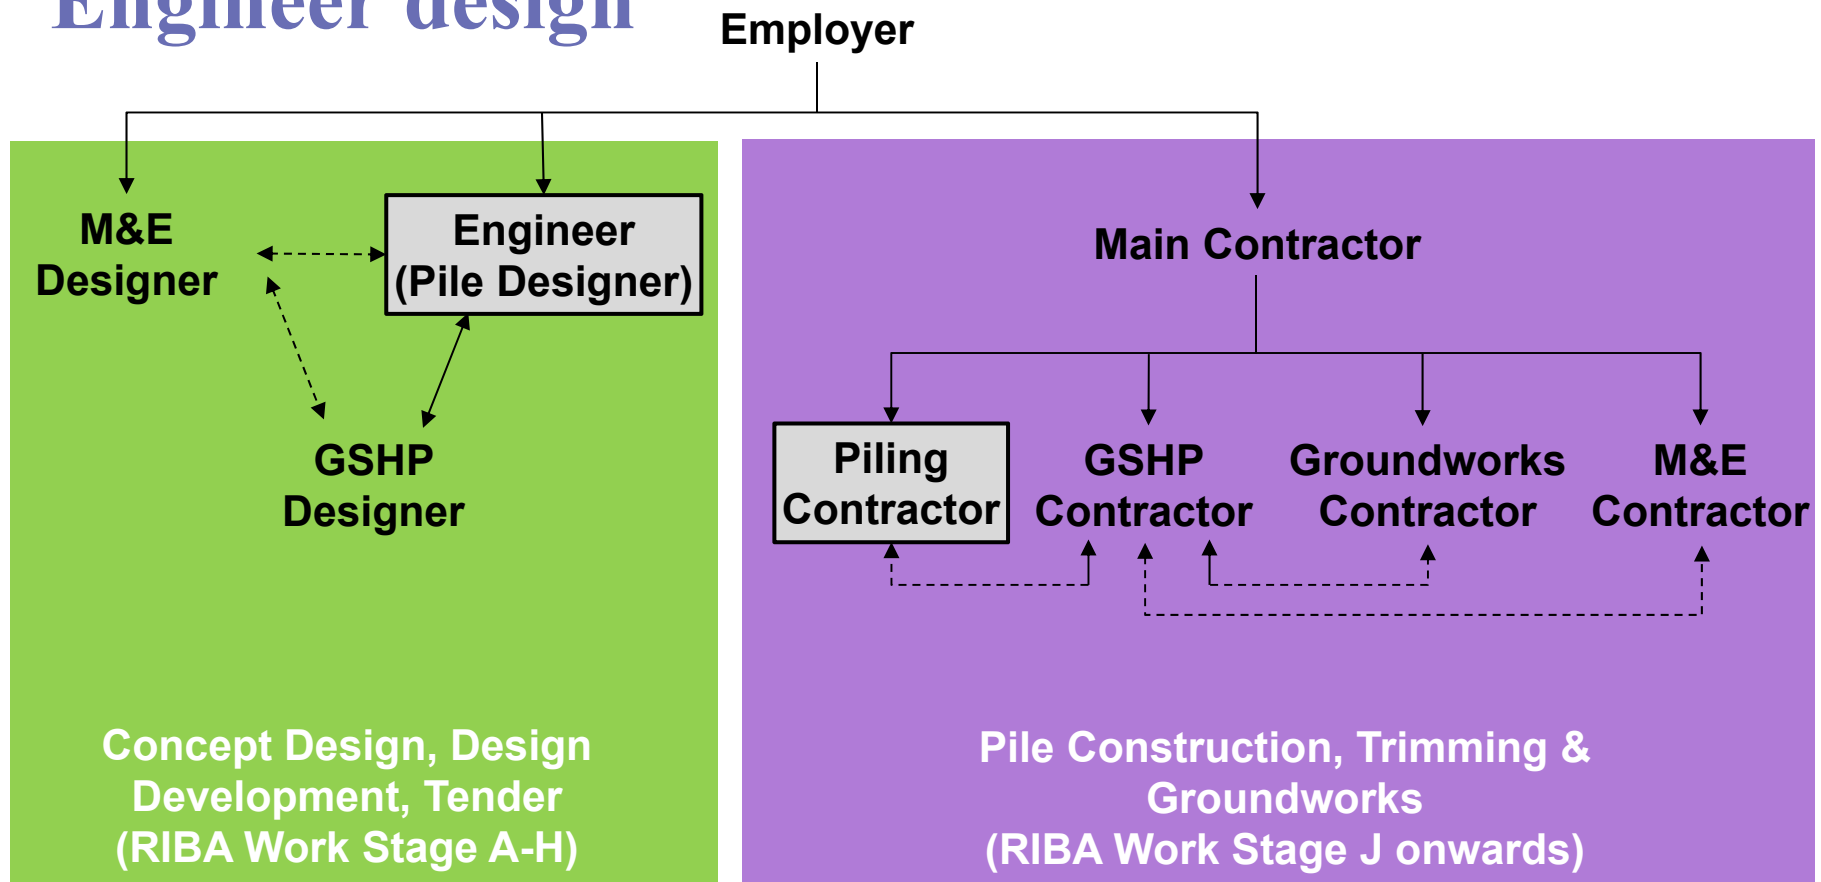 Engineer design
Employer
M&E
Designer
Engineer
(Pile Designer)
GSHP
Designer
Concept Design, Design
Development, Tender
(RIBA Work Stage A-H)
Main Contractor
Piling
Contractor
GSHP
Contractor
Groundworks
Contractor
M&E
Contractor
Pile Construction, Trimming &
Groundworks
(RIBA Work Stage J onwards)